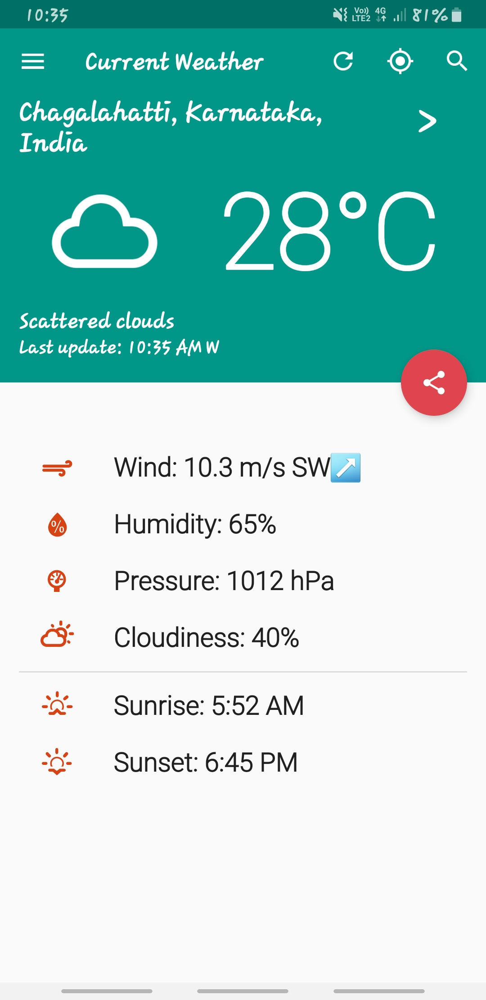 10:35
Vo)) 4G 81%
LTE2
Current Weather
Chagalahatti, Karnataka, >
India
28°C
Scattered clouds
Last update: 10:35 AM W
Wind: 10.3 m/s SW↗
Humidity: 65%
Pressure: 1012 hPa
Cloudiness: 40%
Sunrise: 5:52 AM
Sunset: 6:45 PM